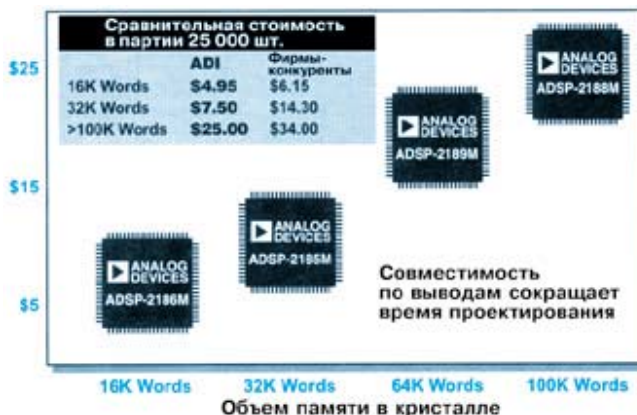 Сравнительная стоимость
в партии 25 000 шт.
ADI Фирмы-
конкуренты
16K Words $4.95 $6.15
32K Words $7.50 $14.30
>100K Words $25.00 $34.00
$25
$15
$5
ANALOG
DEVICES
ADSP-2188M
ANALOG
DEVICES
ADSP-2189M
ANALOG
DEVICES
ADSP-2185M
ANALOG
DEVICES
ADSP-2186M
Совместимость
по выводам сокращает
время проектирования
16K Words 32K Words 64K Words 100K Words
Объем памяти в кристалле